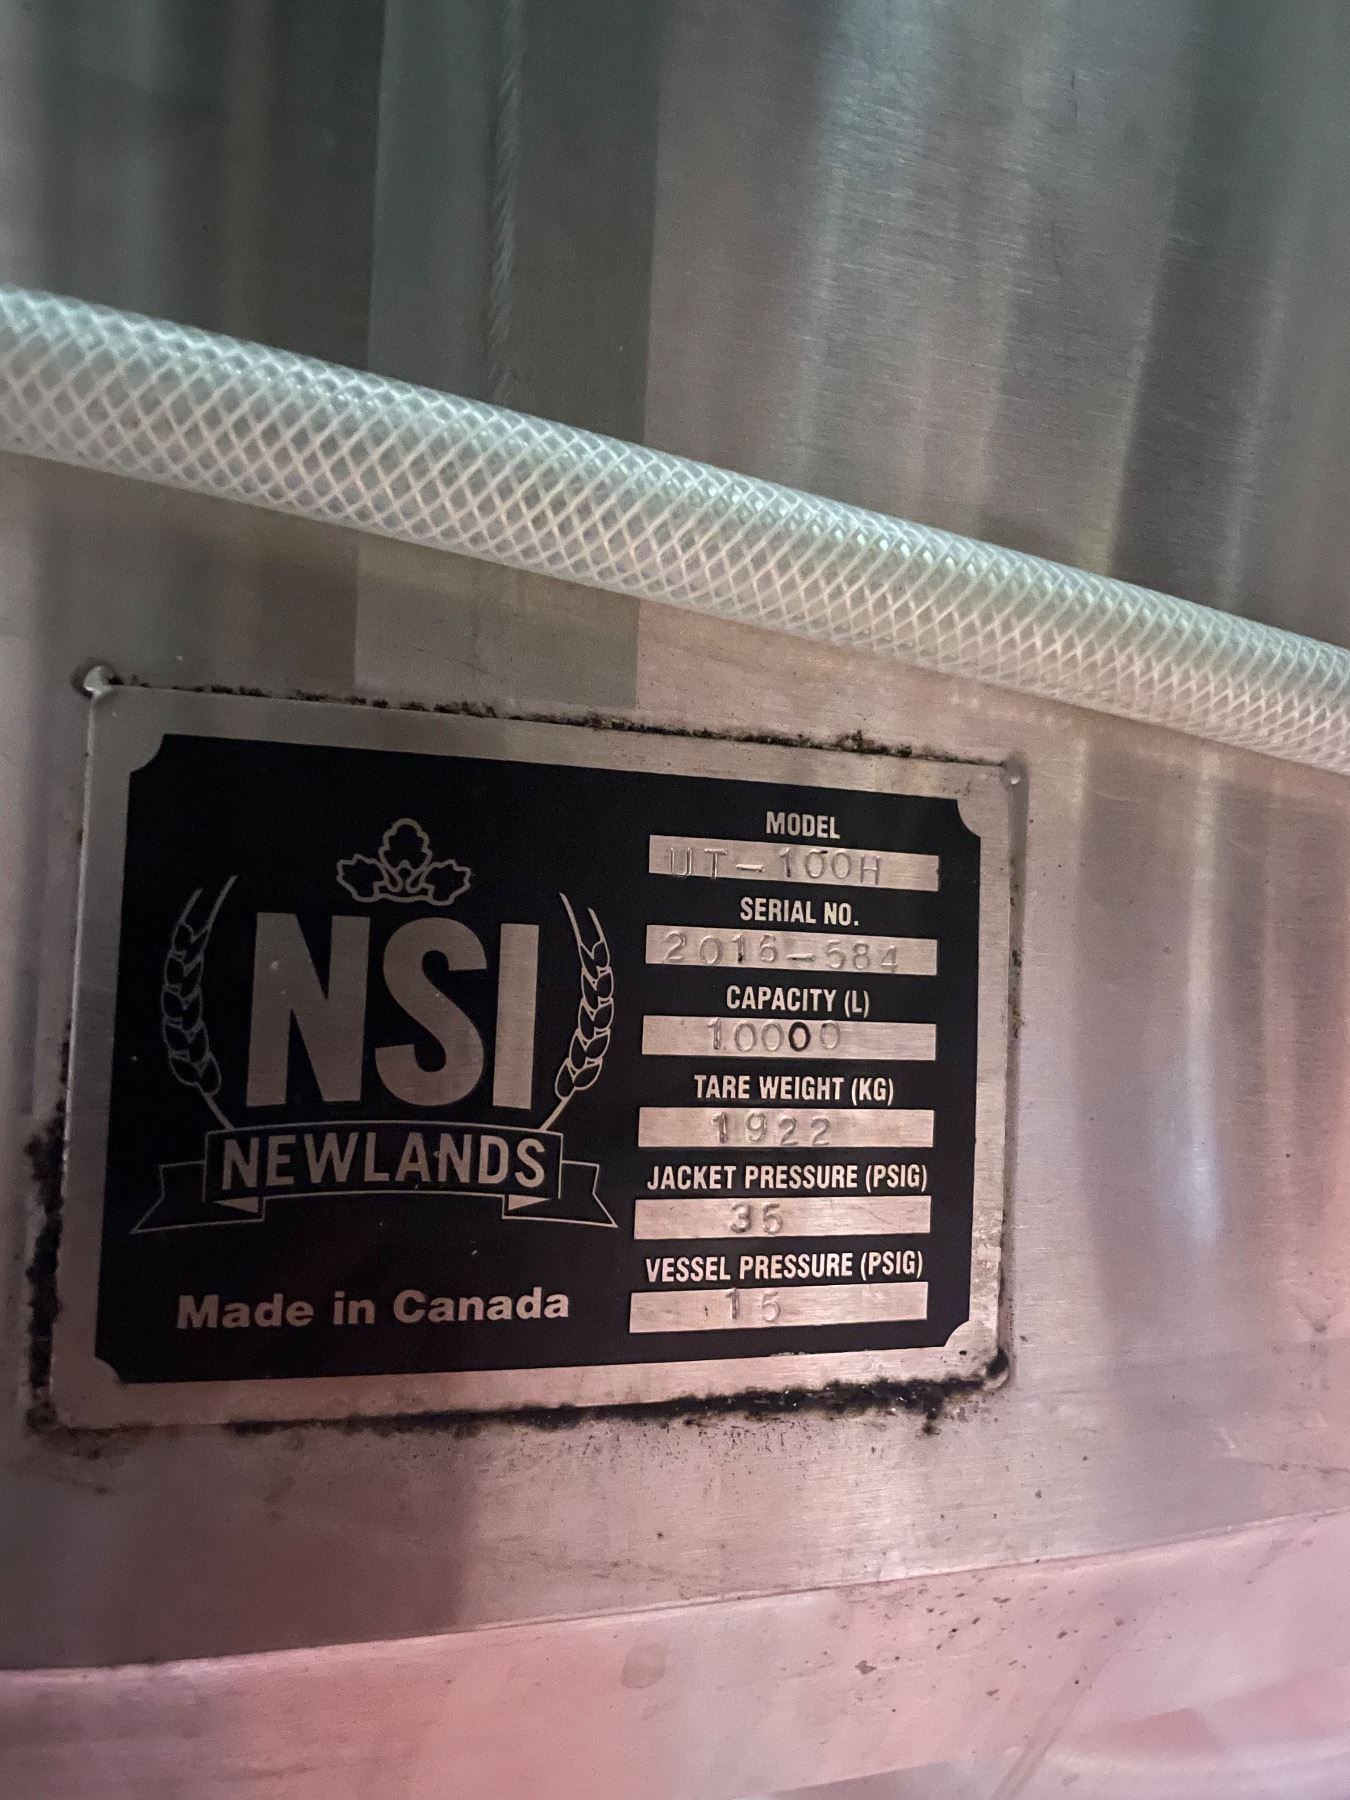 NSI
NEWLANDS
Made in Canada
MODEL
UT-100H
SERIAL NO.
2015-584
CAPACITY (L)
10000
TARE WEIGHT (KG)
1922
JACKET PRESSURE (PSIG)
35
VESSEL PRESSURE (PSIG)
15